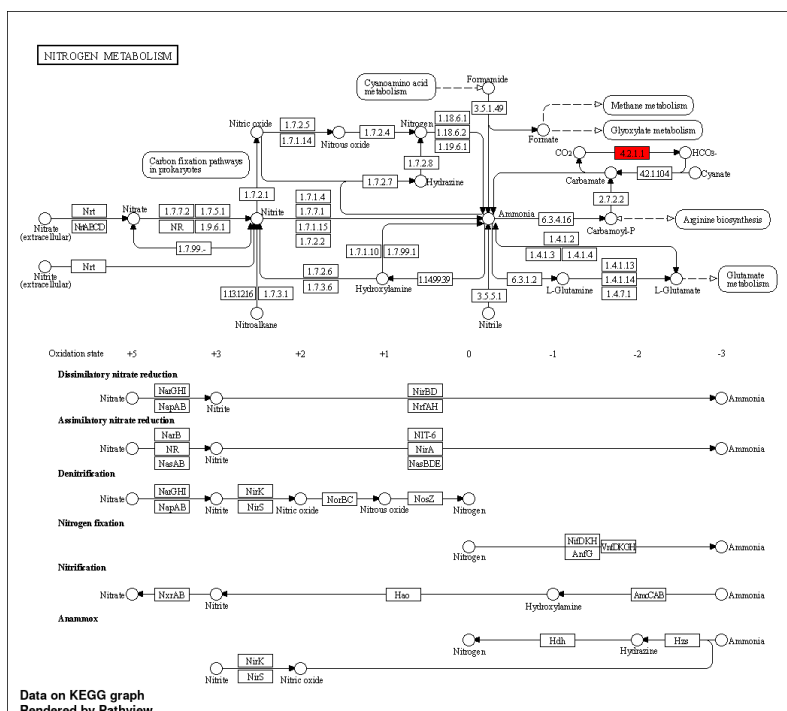 NITROGEN METABOLISM
Cyanoamino acid
metabolism
Formamide
3.5.1.49
Methane metabolism
Glyoxylate metabolism
Formate
Nitric oxide
1.7.2.5
1.7.1.14
Nitrous oxide
1.7.2.4
Nitrogen
1.18.6.1
1.18.6.2
1.19.6.1
CO2
4.2.1.1
HCO3-
Carbon fixation pathways
in prokaryotes
1.7.2.8
1.7.2.7
Hydrazine
Carbamate
4.2.1.104
Cyanate
1.7.2.1
2.7.2.2
Nitrate
(extracellular)
Nrt
NrtABCD
Nitrate
1.7.7.2
1.7.5.1
NR
1.9.6.1
1.7.99.-
Nitrite
1.7.1.4
1.7.7.1
1.7.1.15
1.7.2.2
Ammonia
6.3.4.16
Carbamoyl-P
Arginine biosynthesis
Nitrite
(extracellular)
Nrt
1.7.1.10
1.7.99.1
1.4.1.2
1.4.1.3
1.4.1.4
1.7.2.6
1.7.3.6
Hydroxylamine
1.14.99.39
6.3.1.2
L-Glutamine
1.4.1.13
1.4.1.14
1.4.7.1
L-Glutamate
Glutamate
metabolism
1.13.12.16
1.7.3.1
3.5.5.1
Nitroalkane
Nitrile
Oxidation state +5 +3 +2 +1 0 -1 -2 -3
Dissimilatory nitrate reduction
NarGHI
NapAB
NirBD
NrfAH
Nitrate
Nitrite
Ammonia
Assimilatory nitrate reduction
NarB
NR
NasAB
NIT-6
NirA
NasBDE
Nitrate
Nitrite
Ammonia
Denitrification
NarGHI
NapAB
NirK
NirS
NorBC
NosZ
Nitrate
Nitrite
Nitric oxide
Nitrous oxide
Nitrogen
Nitrogen fixation
NifDKH
AnfG
VnfDKGH
Nitrogen
Ammonia
Nitrification
Nitrate
NxrAB
Nitrite
Hao
Hydroxylamine
AmoCAB
Ammonia
Anammox
Nitrogen
Hdh
Hydrazine
Hzs
Ammonia
NirK
NirS
Nitrite
Nitric oxide
Data on KEGG graph
Rendered by Pathview